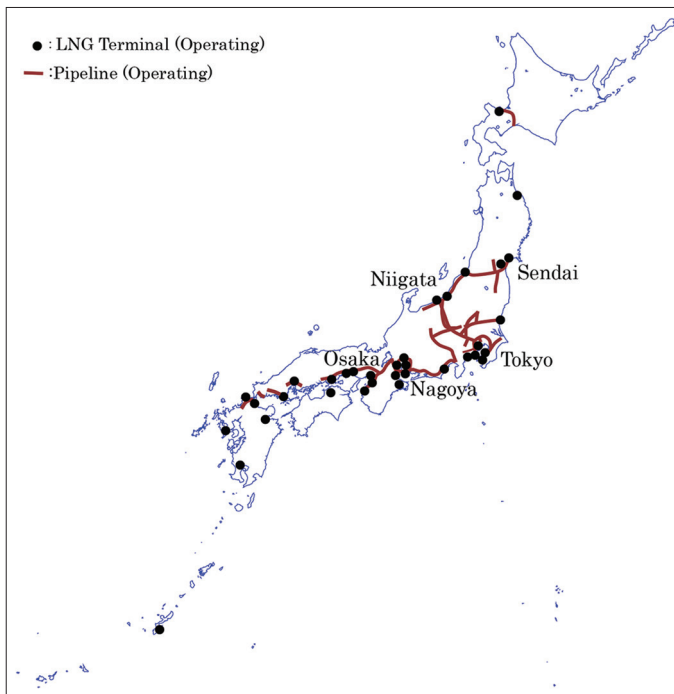 : LNG Terminal (Operating)
:Pipeline (Operating)
Niigata
Sendai
Osaka
Tokyo
Nagoya